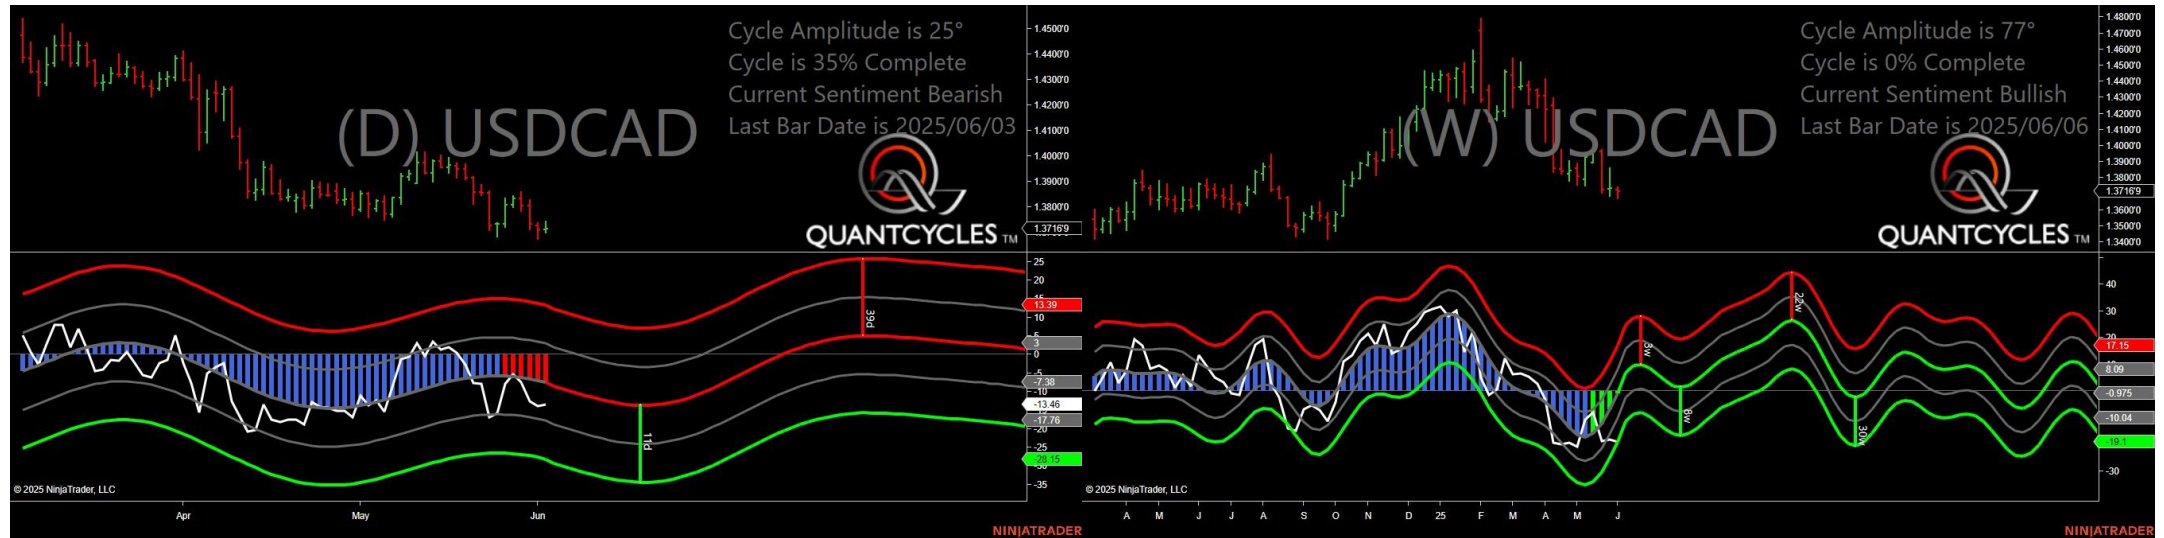 Cycle Amplitude is 25°
Cycle is 35% Complete
Current Sentiment Bearish
Last Bar Date is 2025/06/03
(D) USDCAD
QUANTCYCLES TM
1.4500'0
1.4400'0
1.4300'0
1.4200'0
1.4100'0
1.4000'0
1.3900'0
1.3800'0
1.3716'9
25
20
13.39
10
5
3
0
-5
-7.38
-10
-13.46
-17.76
-20
-25
-28.15
-35
39d
11d
© 2025 NinjaTrader, LLC
Apr
May
Jun
NINJATRADER
Cycle Amplitude is 77°
Cycle is 0% Complete
Current Sentiment Bullish
Last Bar Date is 2025/06/06
(W) USDCAD
QUANTCYCLES TM
1.4800'0
1.4700'0
1.4600'0
1.4500'0
1.4400'0
1.4300'0
1.4200'0
1.4100'0
1.4000'0
1.3900'0
1.3800'0
1.3716'9
1.3600'0
1.3500'0
1.3400'0
40
30
17.15
8.09
-0.975
-10.04
-19.1
-30
22w
8w
30w
© 2025 NinjaTrader, LLC
A
M
J
J
A
S
O
N
D
25
F
M
A
M
J
NINJATRADER